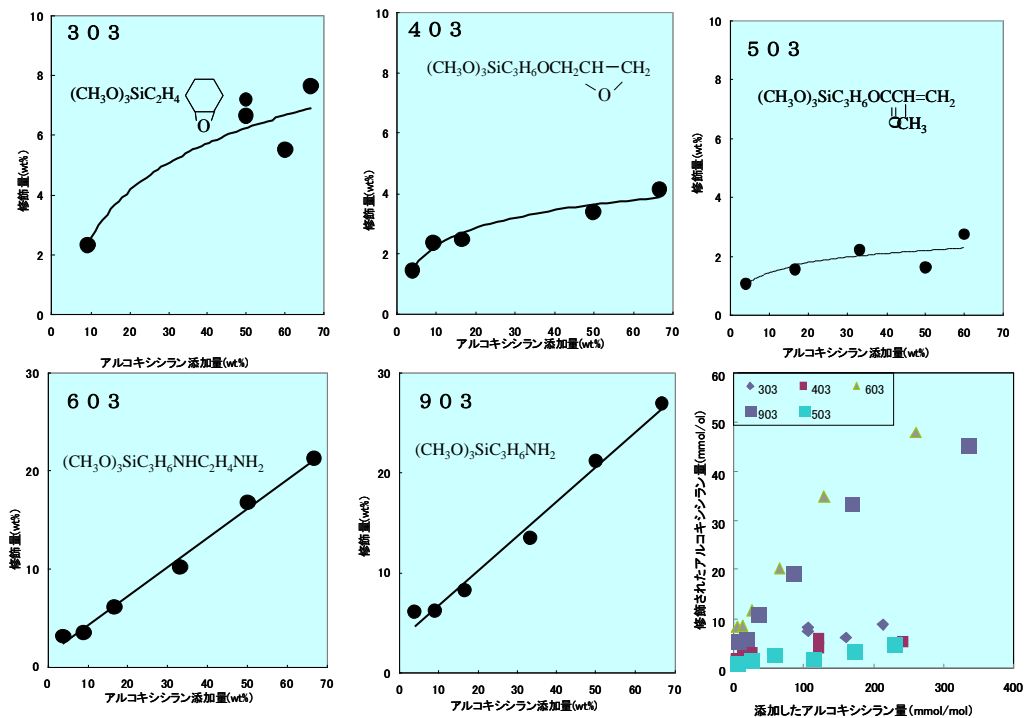 303
(CH₃O)₃SiC₂H₄
O
10
8
6
4
2
0
修飾量(wt%)
0 10 20 30 40 50 60 70
アルコキシシラン添加量(wt%)
403
(CH₃O)₃SiC₃H₆OCH₂CH—CH₂
O
10
8
6
4
2
0
修飾量(wt%)
0 10 20 30 40 50 60 70
アルコキシシラン添加量(wt%)
503
(CH₃O)₃SiC₃H₆OCCH=CH₂
O CH₃
10
8
6
4
2
0
修飾量(wt%)
0 10 20 30 40 50 60 70
アルコキシシラン添加量(wt%)
603
(CH₃O)₃SiC₃H₆NHC₂H₄NH₂
30
20
10
0
修飾量(wt%)
0 10 20 30 40 50 60 70
アルコキシシラン添加量(wt%)
903
(CH₃O)₃SiC₃H₆NH₂
30
20
10
0
修飾量(wt%)
0 10 20 30 40 50 60 70
アルコキシシラン添加量(wt%)
303 403 603
903 503
60
50
40
30
20
10
0
修飾されたアルコキシシラン量(mmol/ol)
0 100 200 300 400
添加したアルコキシシラン量(mmol/mol)